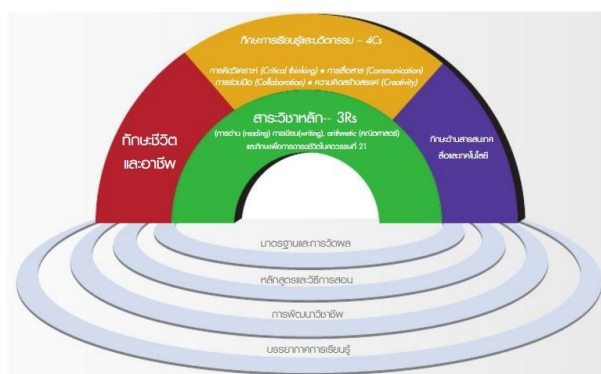 ทักษะการเรียนรู้และนวัตกรรม – 4Cs
การคิดวิเคราะห์ (Critical thinking) • การสื่อสาร (Communication)
การร่วมมือ (Collaboration) • ความคิดสร้างสรรค์ (Creativity)
สาระวิชาหลัก-- 3Rs
(การอ่าน (reading) การเขียน(writing), arithmetic (คณิตศาสตร์)
และทักษะเพื่อการดำรงชีวิตในศตวรรษที่ 21
ทักษะชีวิต
และอาชีพ
ทักษะด้านสารสนเทศ
สื่อและเทคโนโลยี
มาตรฐานและการวัดผล
หลักสูตรและวิธีการสอน
การพัฒนาวิชาชีพ
บรรยากาศการเรียนรู้